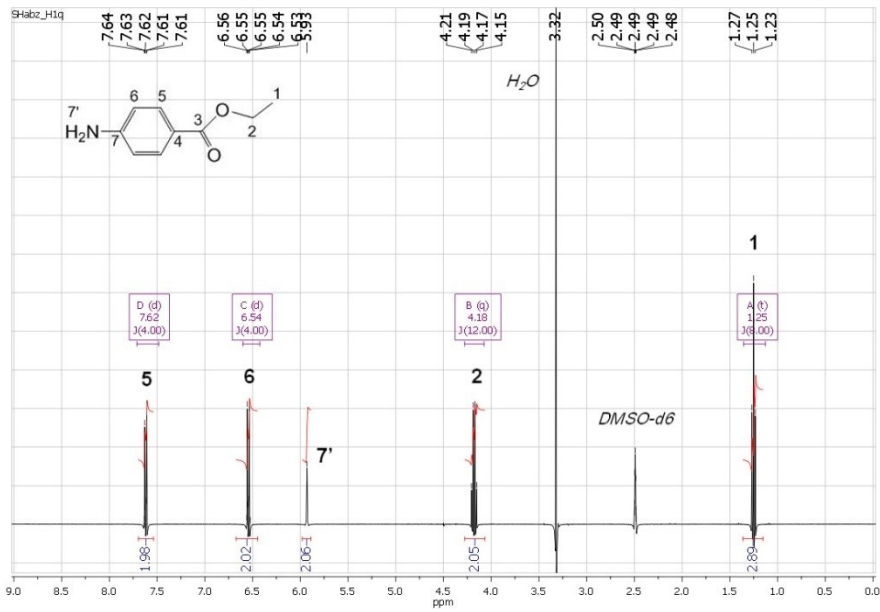 SHabz_H1q
7.64
7.63
7.62
7.61
7.61
6.56
6.55
6.55
6.54
6.53
5.93
4.21
4.19
4.17
4.15
3.32
2.50
2.49
2.49
2.49
2.48
1.27
1.25
1.23
H₂O
6
5
1
7'
H₂N
7
4
3
O
2
O
1
D (d)
7.62
J(4.00)
C (d)
6.54
J(4.00)
B (q)
4.18
J(12.00)
A (t)
1.25
J(8.00)
5
6
2
7’
DMSO-d6
1.98
2.02
2.06
2.05
2.89
9.0 8.5 8.0 7.5 7.0 6.5 6.0 5.5 5.0 4.5 4.0 3.5 3.0 2.5 2.0 1.5 1.0 0.5 0.0
ppm